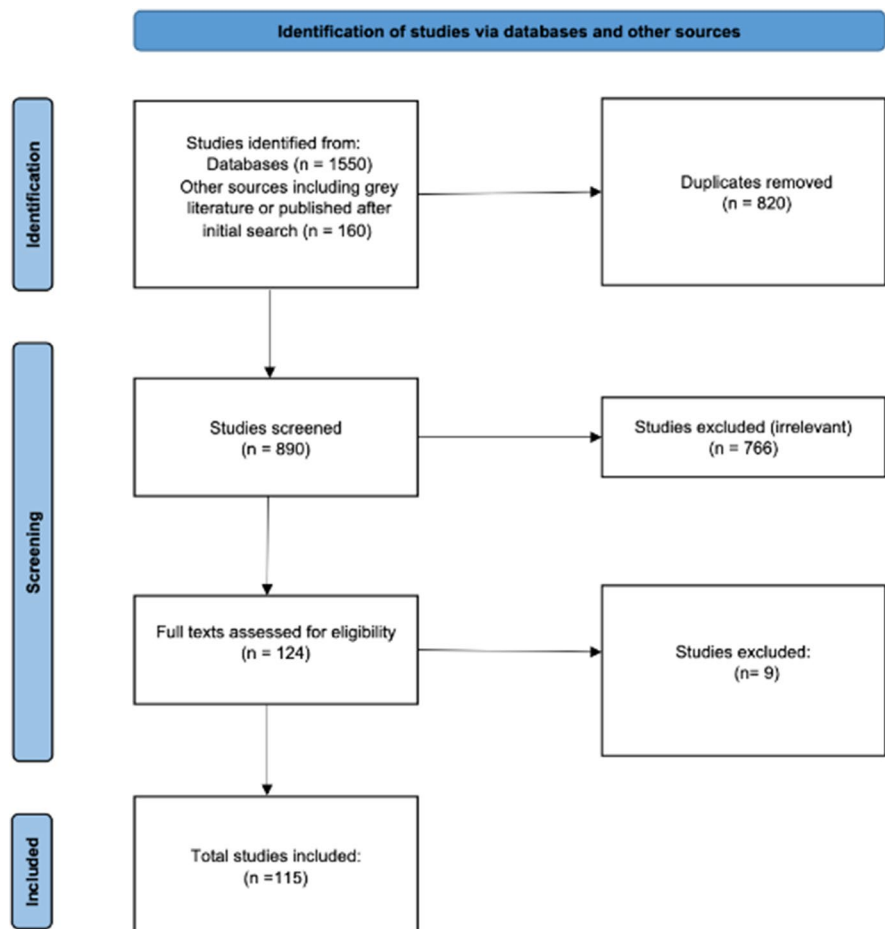 Identification of studies via databases and other sources
Identification
Studies identified from:
Databases (n = 1550)
Other sources including grey
literature or published after
initial search (n = 160)
Duplicates removed
(n = 820)
Screening
Studies screened
(n = 890)
Studies excluded (irrelevant)
(n = 766)
Full texts assessed for eligibility
(n = 124)
Studies excluded:
(n= 9)
Included
Total studies included:
(n =115)